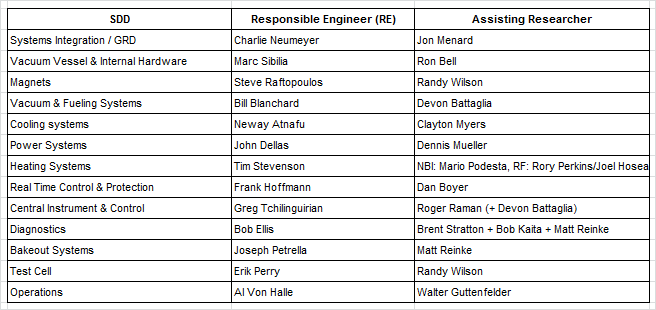 SDD Responsible Engineer (RE) Assisting Researcher
Systems Integration / GRD Charlie Neumeyer Jon Menard
Vacuum Vessel & Internal Hardware Marc Sibilia Ron Bell
Magnets Steve Raftopoulos Randy Wilson
Vacuum & Fueling Systems Bill Blanchard Devon Battaglia
Cooling systems Neway Atnafu Clayton Myers
Power Systems John Dellas Dennis Mueller
Heating Systems Tim Stevenson NBI: Mario Podesta, RF: Rory Perkins/Joel Hosea
Real Time Control & Protection Frank Hoffmann Dan Boyer
Central Instrument & Control Greg Tchilinguirian Roger Raman (+ Devon Battaglia)
Diagnostics Bob Ellis Brent Stratton + Bob Kaita + Matt Reinke
Bakeout Systems Joseph Petrella Matt Reinke
Test Cell Erik Perry Randy Wilson
Operations Al Von Halle Walter Guttenfelder